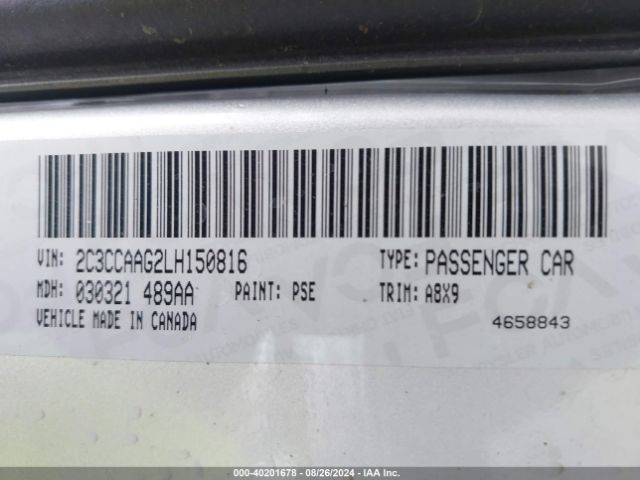 VIN: 2C3CCAAG2LH150816 TYPE: PASSENGER CAR
MDH: 030321 489AA PAINT: PSE TRIM: A8X9
VEHICLE MADE IN CANADA 4658843
000-40201678 - 08/26/2024 - IAA Inc.